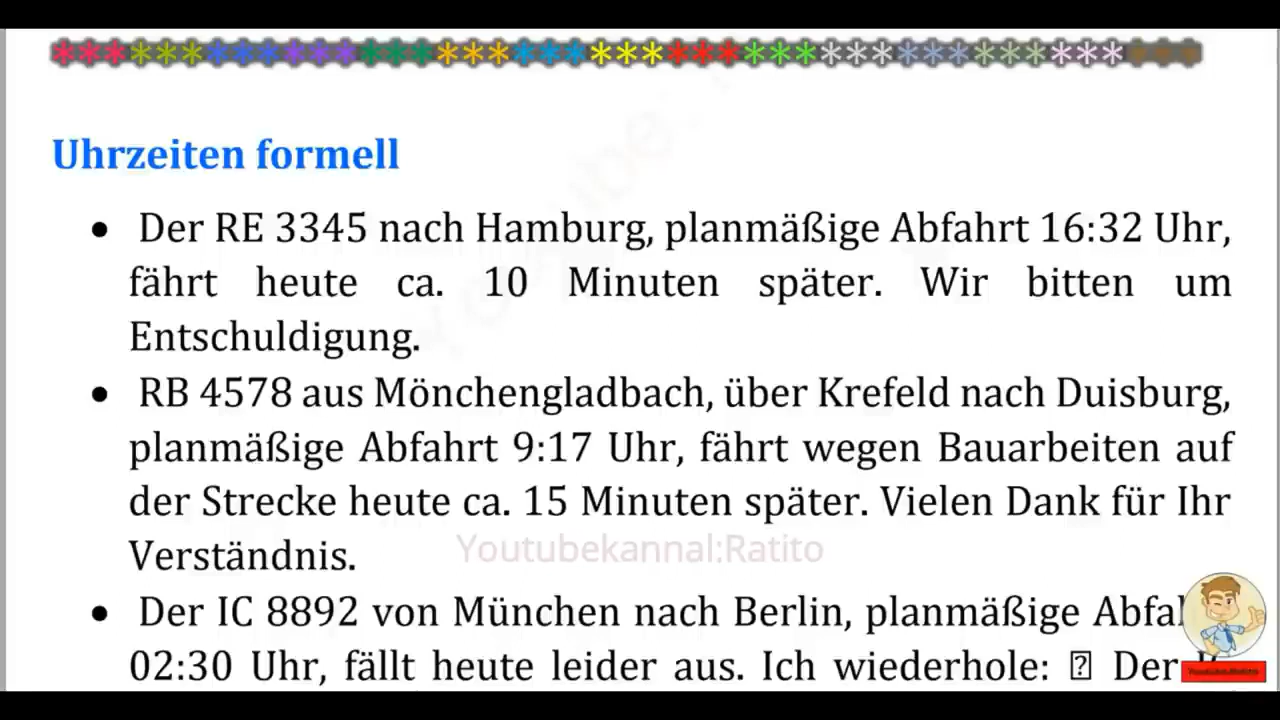 Uhrzeiten formell
• Der RE 3345 nach Hamburg, planmäßige Abfahrt 16:32 Uhr,
fährt heute ca. 10 Minuten später. Wir bitten um
Entschuldigung.
• RB 4578 aus Mönchengladbach, über Krefeld nach Duisburg,
planmäßige Abfahrt 9:17 Uhr, fährt wegen Bauarbeiten auf
der Strecke heute ca. 15 Minuten später. Vielen Dank für Ihr
Verständnis.
Youtubekannal:Ratito
• Der IC 8892 von München nach Berlin, planmäßige Abfa
02:30 Uhr, fällt heute leider aus. Ich wiederhole: Der